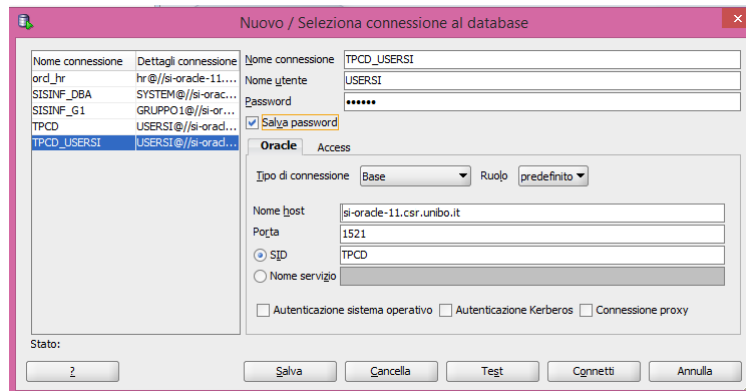 Nuovo / Seleziona connessione al database
Nome connessione Dettagli connessione
orcl_hr hr@//si-oracle-11....
SISINF_DBA SYSTEM@//si-orac...
SISINF_G1 GRUPPO1@//si-or...
TPCD USERSI@//si-oracl...
TPCD_USERSI USERSI@//si-oracl...
Nome connessione TPCD_USERSI
Nome utente USERSI
Password ••••••
Salva password
Oracle Access
Tipo di connessione Base Ruolo predefinito
Nome host si-oracle-11.csr.unibo.it
Porta 1521
SID TPCD
Nome servizio
Autenticazione sistema operativo Autenticazione Kerberos Connessione proxy
Stato:
? Salva Cancella Test Connetti Annulla